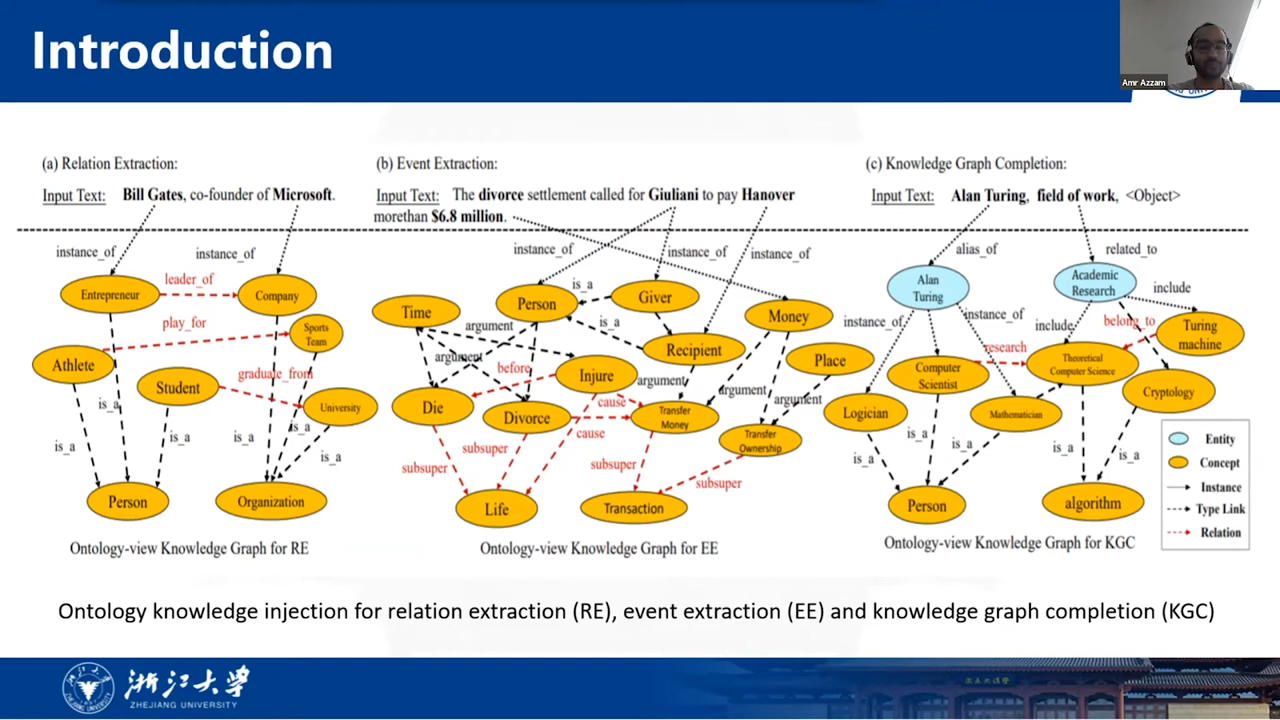 Introduction
Amr Azzam
(a) Relation Extraction:
Input Text: Bill Gates, co-founder of Microsoft.
instance_of
instance_of
leader_of
Entrepreneur
Company
play_for
Sports
Team
Athlete
graduate_from
Student
University
is_a
is_a
is_a
is_a
is_a
is_a
Person
Organization
Ontology-view Knowledge Graph for RE
(b) Event Extraction:
Input Text: The divorce settlement called for Giuliani to pay Hanover
morethan $6.8 million.
instance_of
instance_of
instance_of
is_a
Time
Person
Giver
Money
argument
is_a
argument
Recipient
Place
before
Injure
argument
argument
argument
Die
cause
Divorce
Transfer
Money
cause
Transfer
Ownership
subsuper
subsuper
subsuper
subsuper
Life
Transaction
Ontology-view Knowledge Graph for EE
(c) Knowledge Graph Completion:
Input Text: Alan Turing, field of work, <Object>
alias_of
related_to
Alan
Turing
Academic
Research
include
instance_of
instance_of
include
belong_to
Turing
machine
research
Computer
Scientist
Theoretical
Computer Science
Cryptology
Logician
Mathematician
is_a
is_a
is_a
is_a
is_a
Person
algorithm
Ontology-view Knowledge Graph for KGC
Entity
Concept
Instance
Type Link
Relation
Ontology knowledge injection for relation extraction (RE), event extraction (EE) and knowledge graph completion (KGC)
浙江大学
ZHEJIANG UNIVERSITY